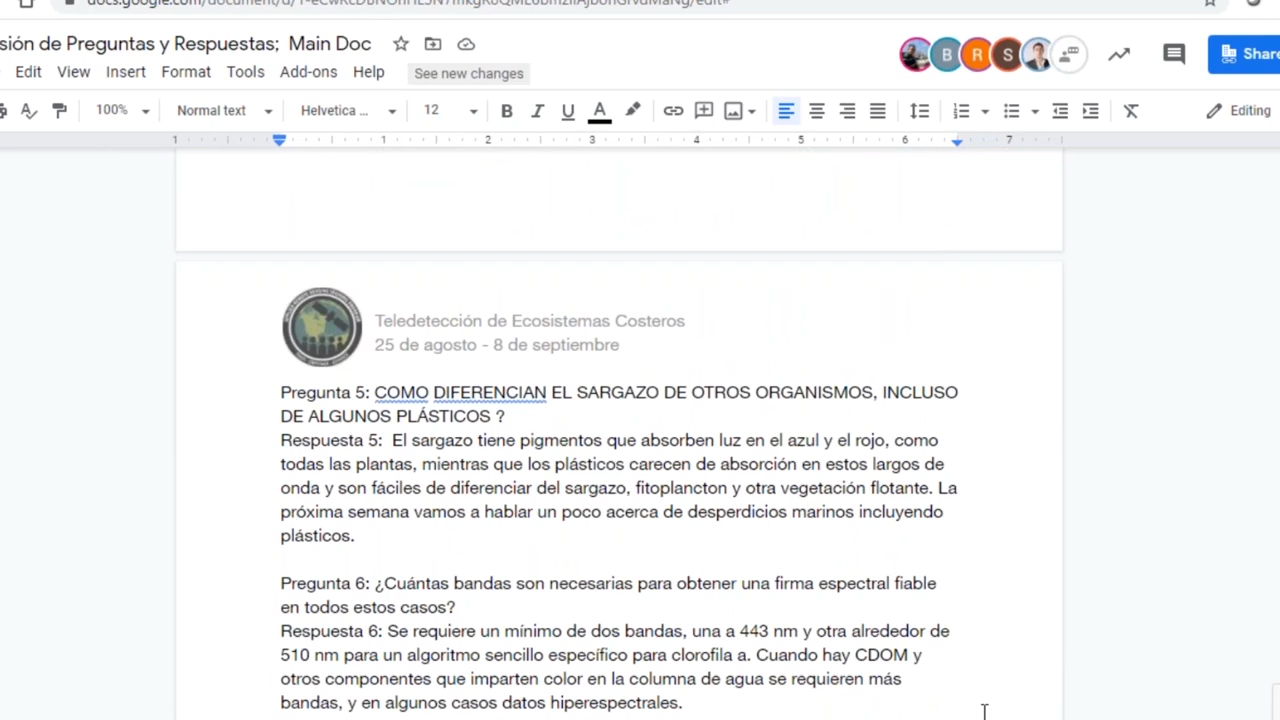 sión de Preguntas y Respuestas; Main Doc
Edit View Insert Format Tools Add-ons Help See new changes
B R S
Share
100% Normal text Helvetica ... 12 B I U A Editing
1 1 2 3 4 5 6 7
Teledetección de Ecosistemas Costeros
25 de agosto - 8 de septiembre
Pregunta 5: COMO DIFERENCIAN EL SARGAZO DE OTROS ORGANISMOS, INCLUSO
DE ALGUNOS PLÁSTICOS ?
Respuesta 5: El sargazo tiene pigmentos que absorben luz en el azul y el rojo, como
todas las plantas, mientras que los plásticos carecen de absorción en estos largos de
onda y son fáciles de diferenciar del sargazo, fitoplancton y otra vegetación flotante. La
próxima semana vamos a hablar un poco acerca de desperdicios marinos incluyendo
plásticos.
Pregunta 6: ¿Cuántas bandas son necesarias para obtener una firma espectral fiable
en todos estos casos?
Respuesta 6: Se requiere un mínimo de dos bandas, una a 443 nm y otra alrededor de
510 nm para un algoritmo sencillo específico para clorofila a. Cuando hay CDOM y
otros componentes que imparten color en la columna de agua se requieren más
bandas, y en algunos casos datos hiperespectrales.